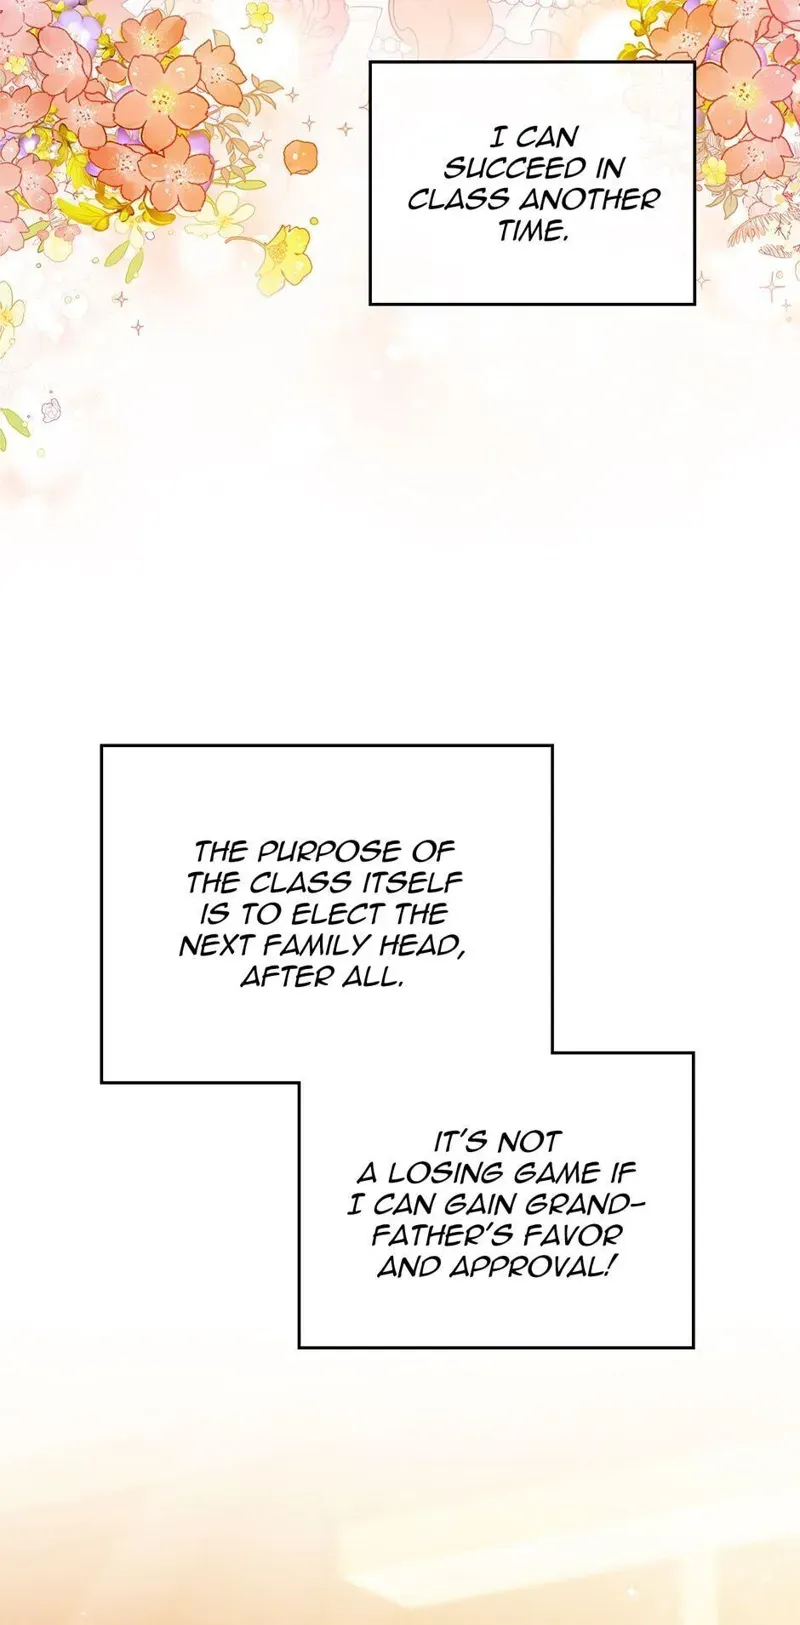 I CAN
SUCCEED IN
CLASS ANOTHER
TIME.
THE PURPOSE OF
THE CLASS ITSELF
IS TO ELECT THE
NEXT FAMILY HEAD,
AFTER ALL.
IT'S NOT
A LOSING GAME IF
I CAN GAIN GRAND-
FATHER'S FAVOR
AND APPROVAL!